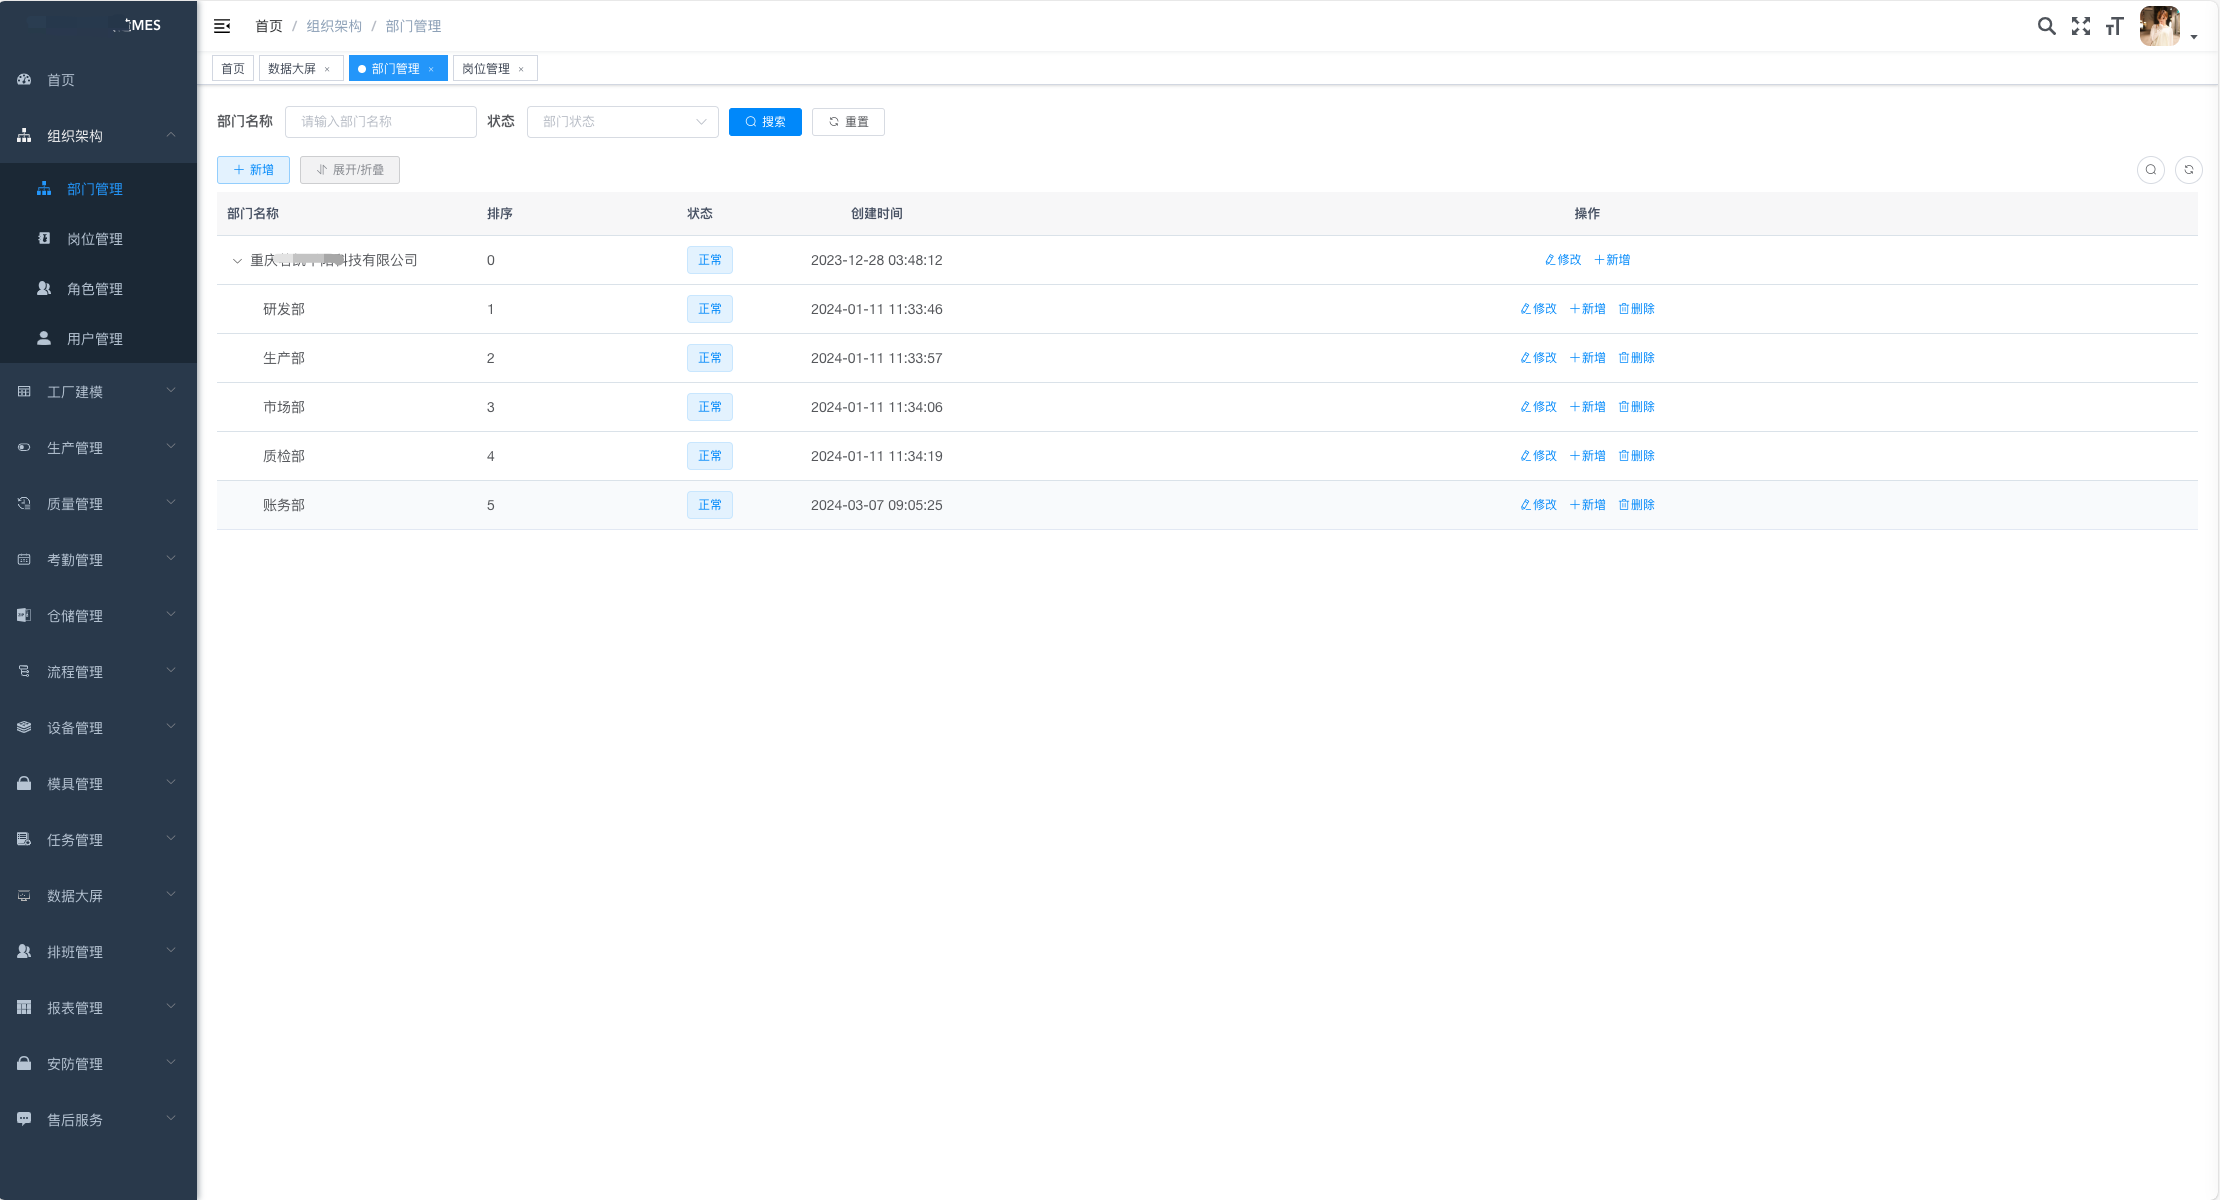 MES
首页 / 组织架构 / 部门管理
首页
数据大屏 ×
部门管理 ×
岗位管理 ×
首页
组织架构
部门管理
岗位管理
角色管理
用户管理
工厂建模
生产管理
质量管理
考勤管理
仓储管理
流程管理
设备管理
模具管理
任务管理
数据大屏
排班管理
报表管理
安防管理
售后服务
部门名称 请输入部门名称 状态 部门状态 搜索 重置
新增 展开/折叠
部门名称 排序 状态 创建时间 操作
重庆 科技有限公司 0 正常 2023-12-28 03:48:12 修改 新增
研发部 1 正常 2024-01-11 11:33:46 修改 新增 删除
生产部 2 正常 2024-01-11 11:33:57 修改 新增 删除
市场部 3 正常 2024-01-11 11:34:06 修改 新增 删除
质检部 4 正常 2024-01-11 11:34:19 修改 新增 删除
账务部 5 正常 2024-03-07 09:05:25 修改 新增 删除